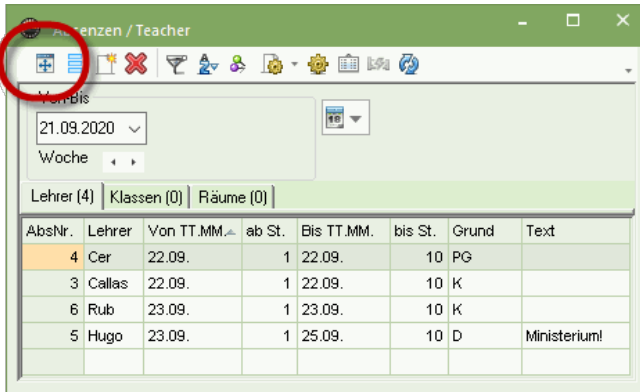 Absenzen / Teacher
Von-Bis
21.09.2020
18
Woche
Lehrer (4) Klassen (0) Räume (0)
AbsNr. Lehrer Von TT.MM. ab St. Bis TT.MM. bis St. Grund Text
4 Cer 22.09. 1 22.09. 10 PG
3 Callas 22.09. 1 22.09. 10 K
6 Rub 23.09. 1 23.09. 10 K
5 Hugo 23.09. 1 25.09. 10 D Ministerium!